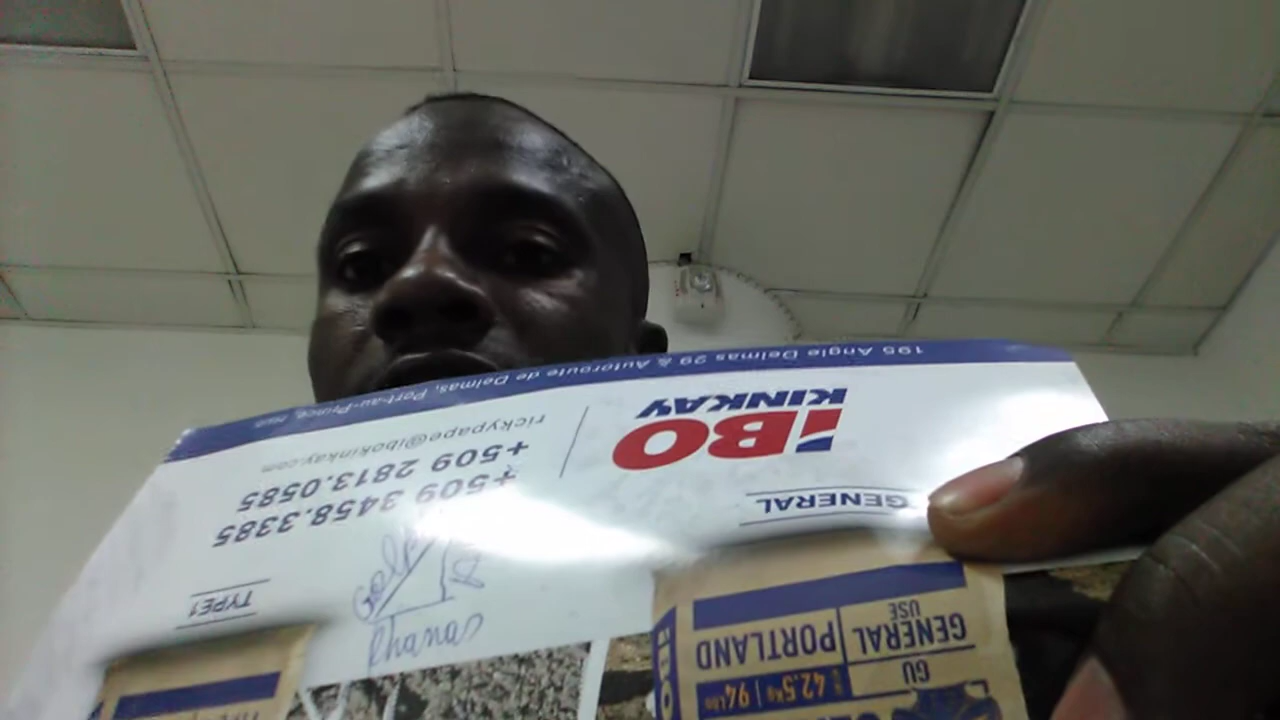 195 Angle Delmas 29 & Autoroute de Delmas, Port-au-Prince, Haiti
iBO
KINKAY
rickypape@ibokinkay.com
+509 2813.0585
+509 3458.3385
GENERAL
TYPE1
GENERAL
USE
PORTLAND
GU
42.5Kg | 94Lbs
IBO